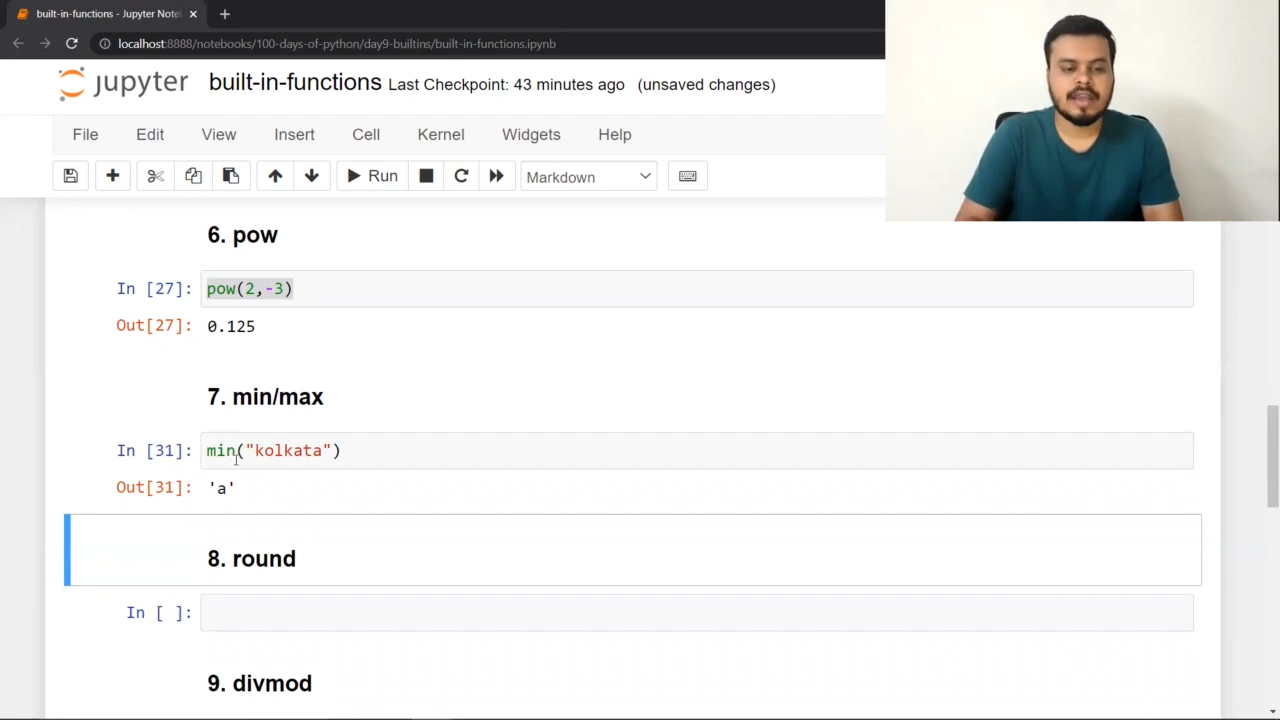 built-in-functions - Jupyter Note
localhost:8888/notebooks/100-days-of-python/day9-builtins/built-in-functions.ipynb
jupyter built-in-functions Last Checkpoint: 43 minutes ago (unsaved changes)
File Edit View Insert Cell Kernel Widgets Help
Run Markdown
6. pow
In [27]: pow(2,-3)
Out[27]: 0.125
7. min/max
In [31]: min("kolkata")
Out[31]: 'a'
8. round
In [ ]:
9. divmod